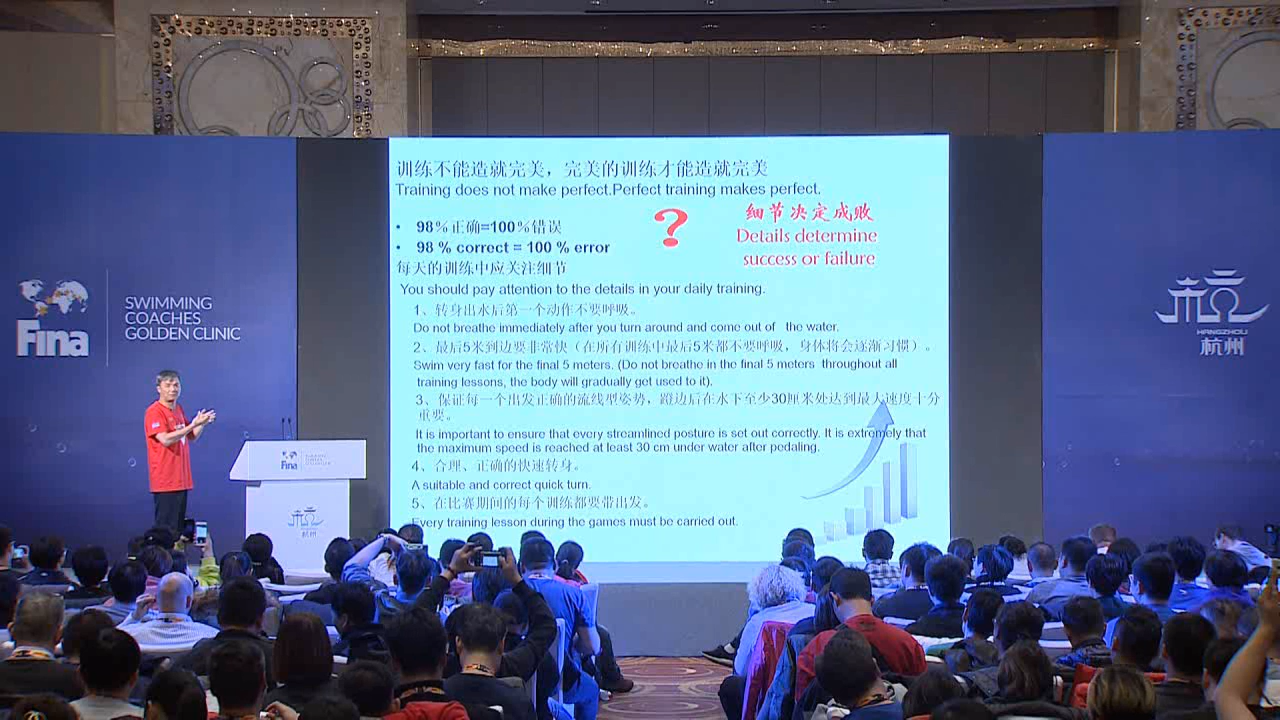 训练不能造就完美，完美的训练才能造就完美
Training does not make perfect.Perfect training makes perfect.
• 98％正确=100％错误
• 98 % correct = 100 % error
?
细节决定成败
Details determine
success or failure
每天的训练中应关注细节
You should pay attention to the details in your daily training.
1、转身出水后第一个动作不要呼吸。
Do not breathe immediately after you turn around and come out of the water.
2、最后5米到边要非常快（在所有训练中最后5米都不要呼吸，身体将会逐渐习惯）。
Swim very fast for the final 5 meters. (Do not breathe in the final 5 meters throughout all
training lessons, the body will gradually get used to it).
3、保证每一个出发正确的流线型姿势，蹬边后在水下至少30厘米处达到最大速度十分
重要。
It is important to ensure that every streamlined posture is set out correctly. It is extremely that
the maximum speed is reached at least 30 cm under water after pedaling.
4、合理、正确的快速转身。
A suitable and correct quick turn.
5、在比赛期间的每个训练都要带出发。
Every training lesson during the games must be carried out.
Fina
SWIMMING
COACHES
GOLDEN CLINIC
HANGZHOU
杭州
Fina
杭州